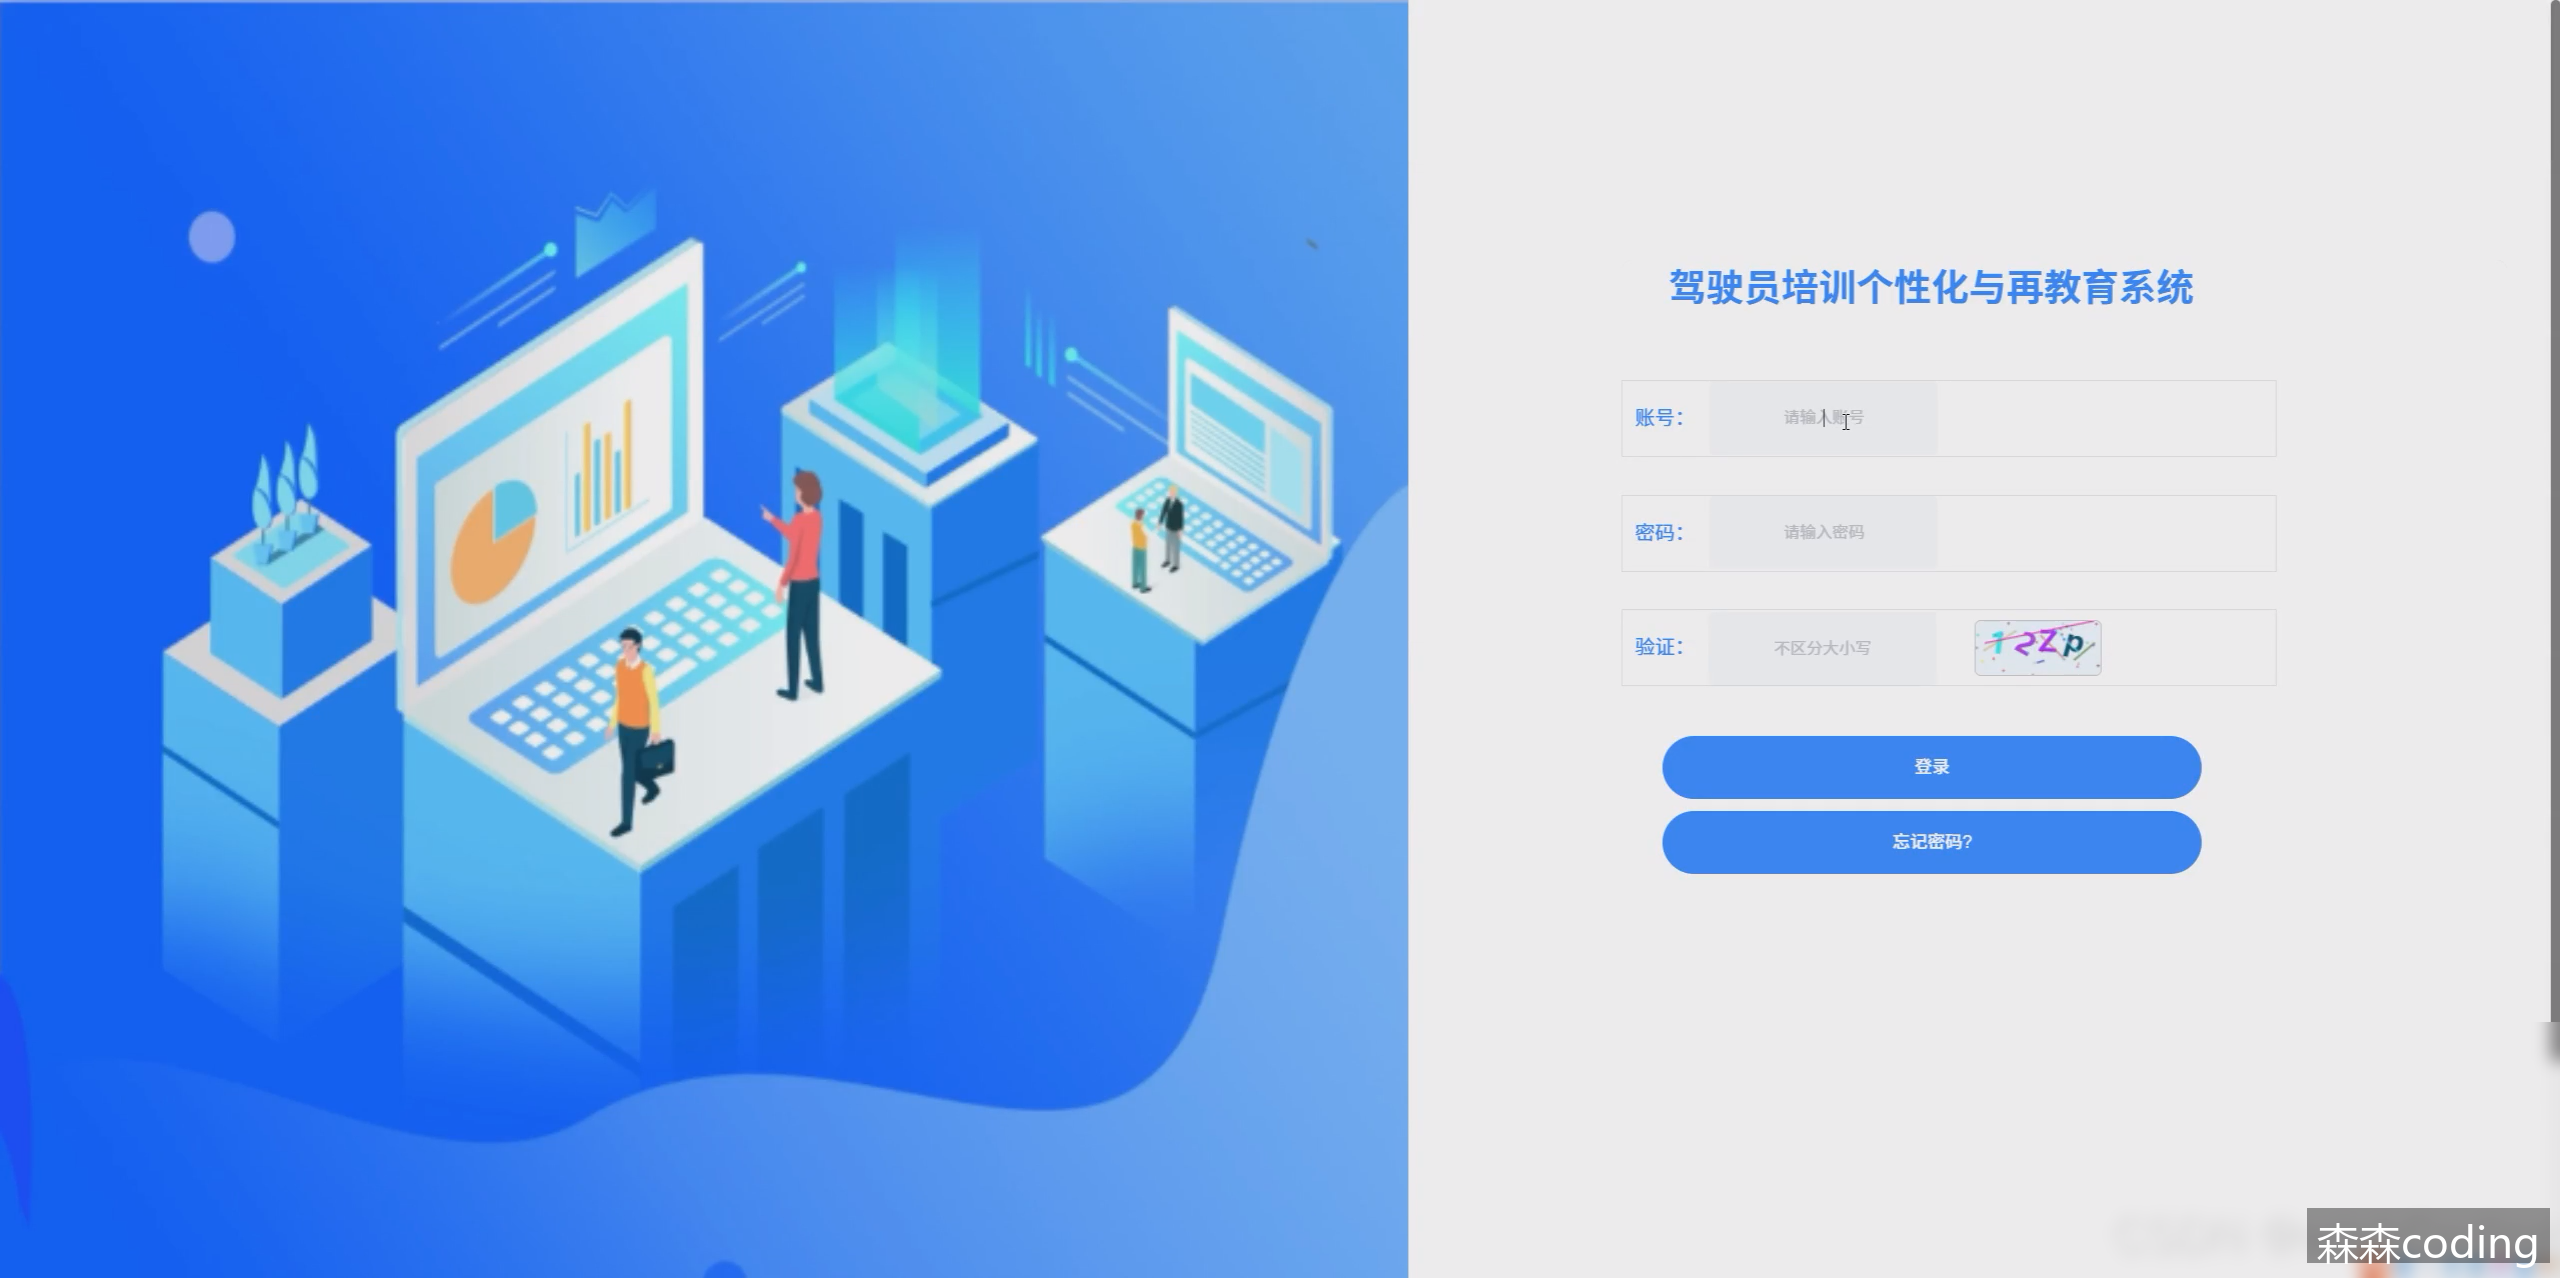 驾驶员培训个性化与再教育系统
账号：
请输入账号
密码：
请输入密码
验证：
不区分大小写
12Zp
登录
忘记密码?
森森coding